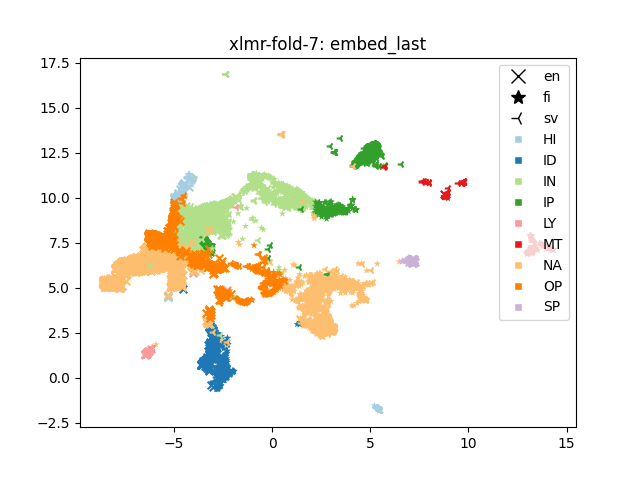 xlmr-fold-7: embed_last
17.5
15.0
12.5
10.0
7.5
5.0
2.5
0.0
−2.5
−5
0
5
10
15
en
fi
sv
HI
ID
IN
IP
LY
MT
NA
OP
SP